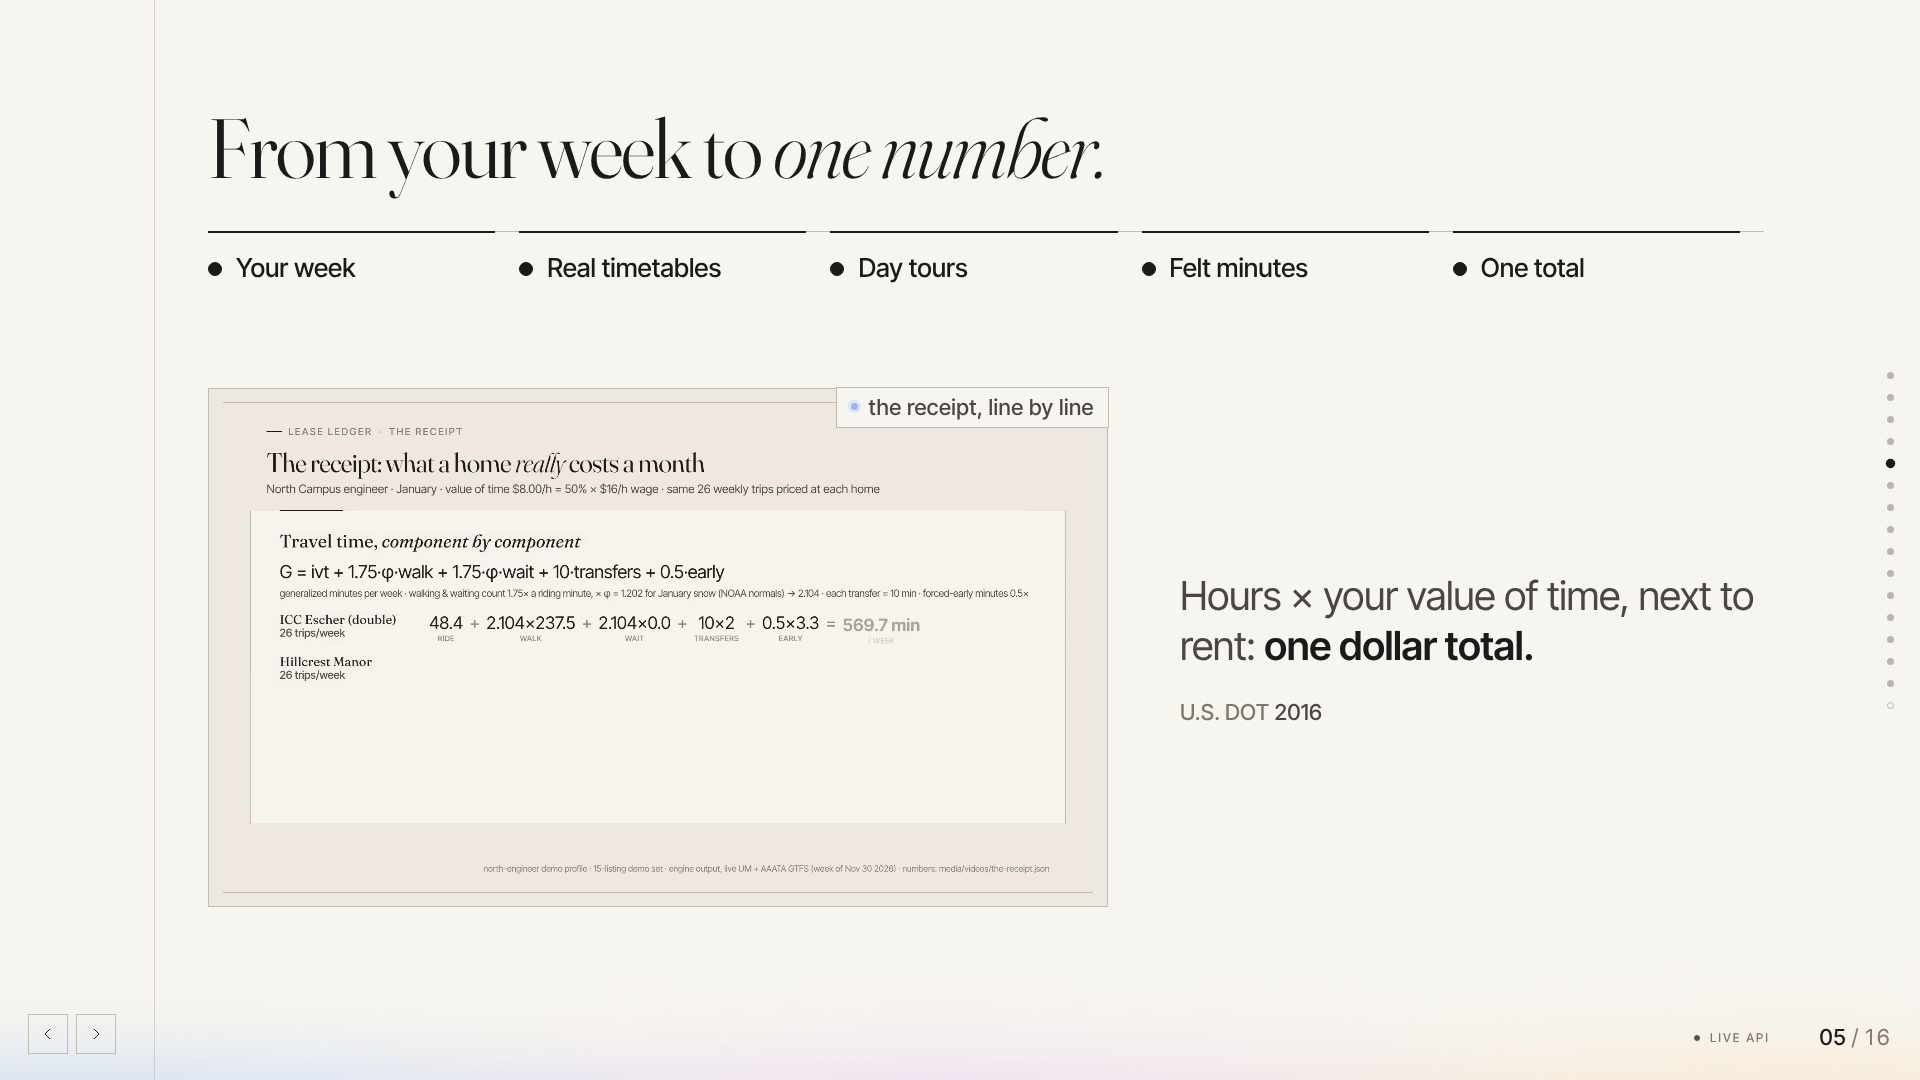 From your week to one number.
Your week
Real timetables
Day tours
Felt minutes
One total
the receipt, line by line
LEASE LEDGER · THE RECEIPT
The receipt: what a home really costs a month
North Campus engineer · January · value of time $8.00/h = 50% × $16/h wage · same 26 weekly trips priced at each home
Travel time, component by component
G = ivt + 1.75·φ·walk + 1.75·φ·wait + 10·transfers + 0.5·early
generalized minutes per week · walking & waiting count 1.75× a riding minute, × φ = 1.202 for January snow (NOAA normals) → 2.104 · each transfer = 10 min · forced-early minutes 0.5×
ICC Escher (double)
26 trips/week
48.4 + 2.104×237.5 + 2.104×0.0 + 10×2 + 0.5×3.3 = 569.7 min
RIDE WALK WAIT TRANSFERS EARLY / WEEK
Hillcrest Manor
26 trips/week
north-engineer demo profile · 15-listing demo set · engine output, live UM + AAATA GTFS (week of Nov 30 2026) · numbers: media/videos/the-receipt.json
Hours × your value of time, next to
rent: one dollar total.
U.S. DOT 2016
LIVE API
05 / 16